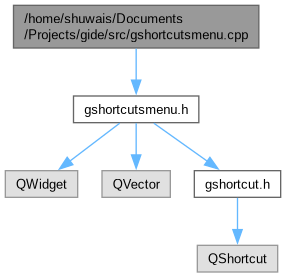 /home/shuwais/Documents
/Projects/gide/src/gshortcutsmenu.cpp
gshortcutsmenu.h
QWidget
QVector
gshortcut.h
QShortcut